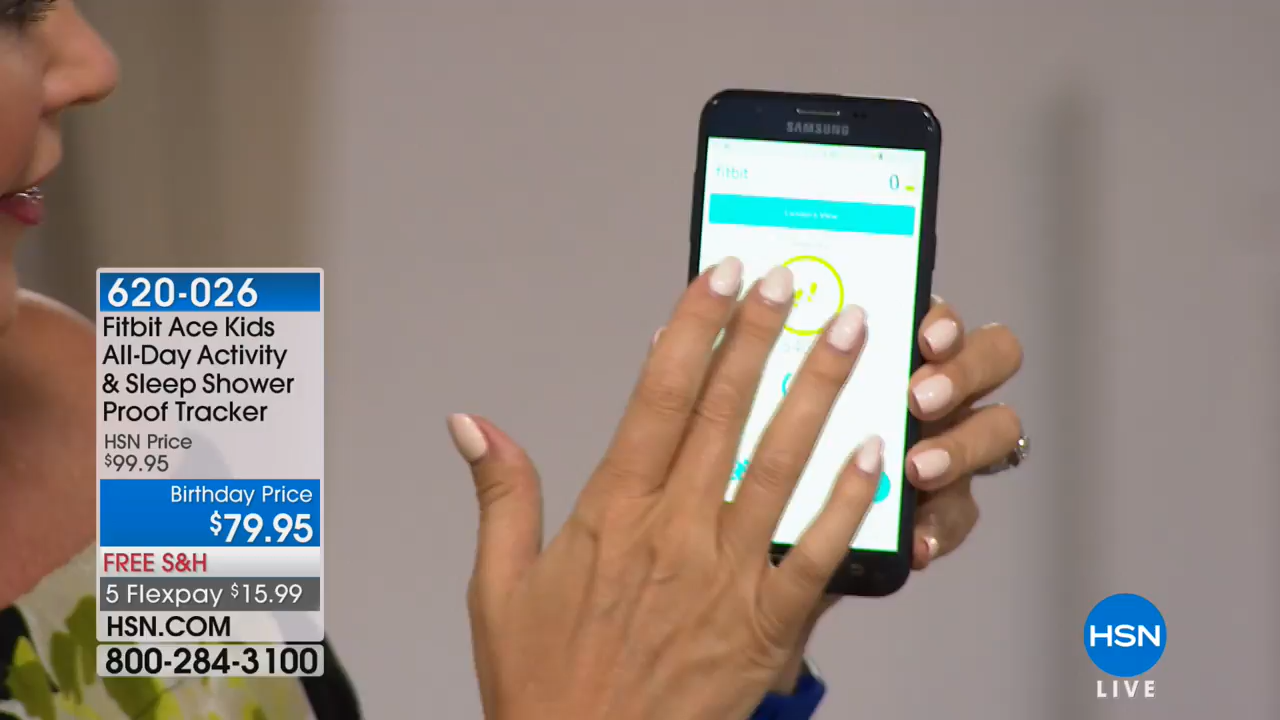 SAMSUNG
fitbit
0
620-026
Fitbit Ace Kids
All-Day Activity
& Sleep Shower
Proof Tracker
HSN Price
$99.95
Birthday Price
$79.95
FREE S&H
5 Flexpay $15.99
HSN.COM
800-284-3100
HSN
LIVE